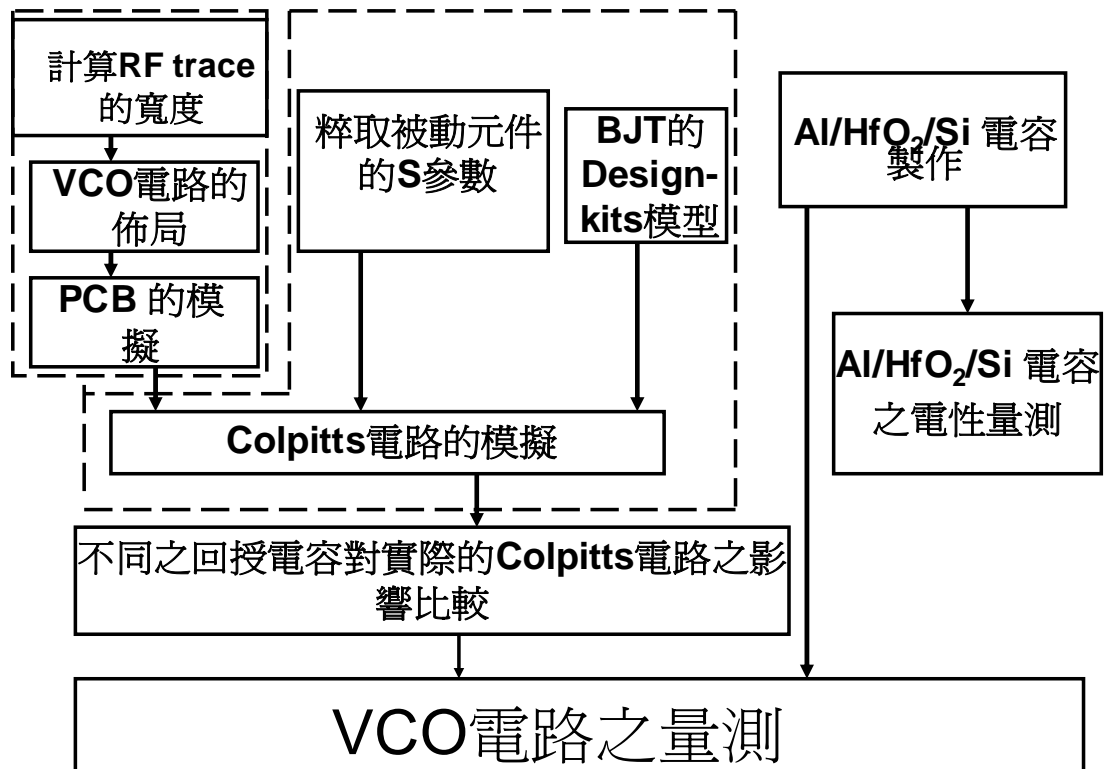 計算RF trace
的寬度
VCO電路的
佈局
PCB 的模
擬
粹取被動元件
的S參數
BJT的
Design-
kits模型
Al/HfO₂/Si 電容
製作
Al/HfO₂/Si 電容
之電性量測
Colpitts電路的模擬
不同之回授電容對實際的Colpitts電路之影
響比較
VCO電路之量測